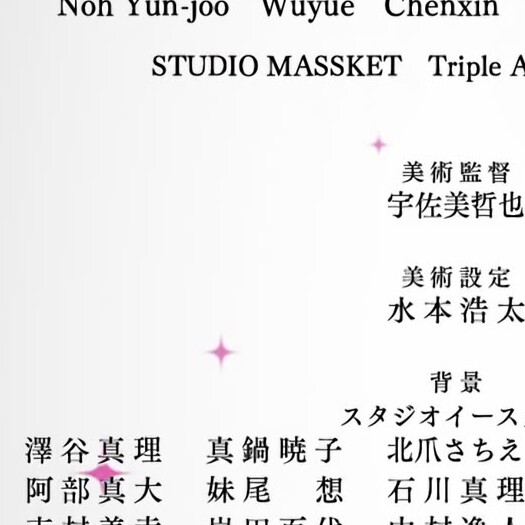 Noh Yun-joo Wuyue Chenxin
STUDIO MASSKET Triple A
美術監督
宇佐美哲也
美術設定
水本浩太
背景
スタジオイース
澤谷真理 真鍋暁子 北爪さちえ
阿部真大 妹尾 想 石川真理